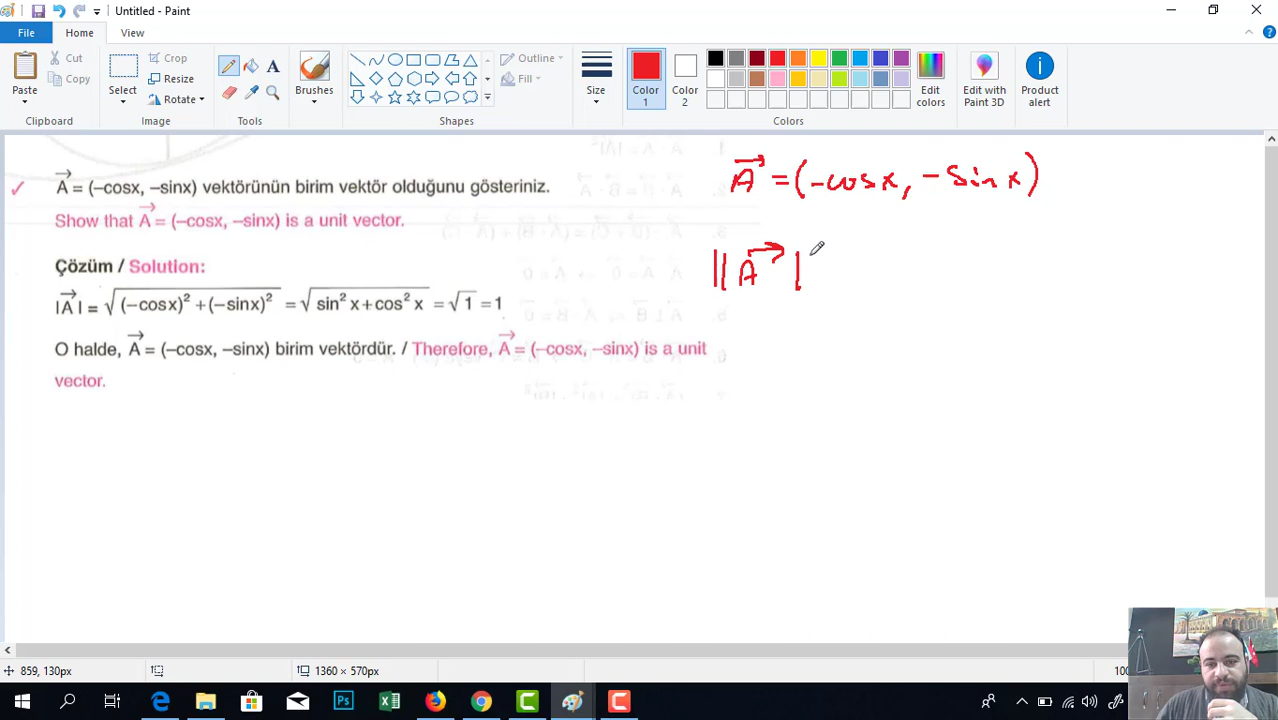 Untitled - Paint
File
Home
View
Paste
Cut
Copy
Clipboard
Select
Crop
Resize
Rotate
Image
Tools
Brushes
Shapes
Outline
Fill
Size
Color 1
Color 2
Colors
Edit colors
Edit with Paint 3D
Product alert
A⃗ = (–cosx, –sinx) vektörünün birim vektör olduğunu gösteriniz.
Show that A⃗ = (–cosx, –sinx) is a unit vector.
Çözüm / Solution:
|A⃗| = √((–cosx)² + (–sinx)²) = √(sin² x + cos² x) = √1 = 1
O halde, A⃗ = (–cosx, –sinx) birim vektördür. / Therefore, A⃗ = (–cosx, –sinx) is a unit
vector.
A⃗ = (-cosx, -sinx)
||A⃗|
859, 130px
1360 × 570px
100